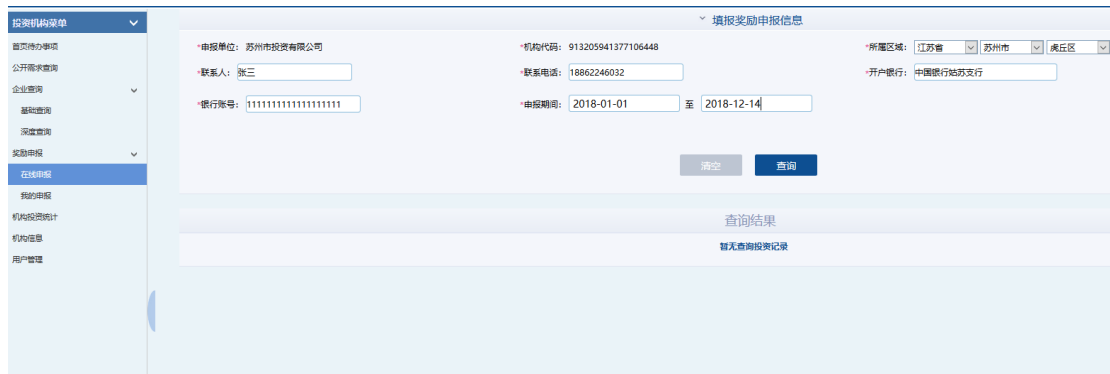 投资机构菜单
首页待办事项
公开需求查询
企业查询
基础查询
深度查询
奖励申报
在线申报
我的申报
机构投资统计
机构信息
用户管理
填报奖励申报信息
*申报单位: 苏州市投资有限公司 *机构代码: 913205941377106448 *所属区域: 江苏省 苏州市 虎丘区
*联系人: 张三 *联系电话: 18862246032 *开户银行: 中国银行姑苏支行
*银行账号: 1111111111111111111 *申报期间: 2018-01-01 至 2018-12-14
清空 查询
查询结果
暂无查询投资记录